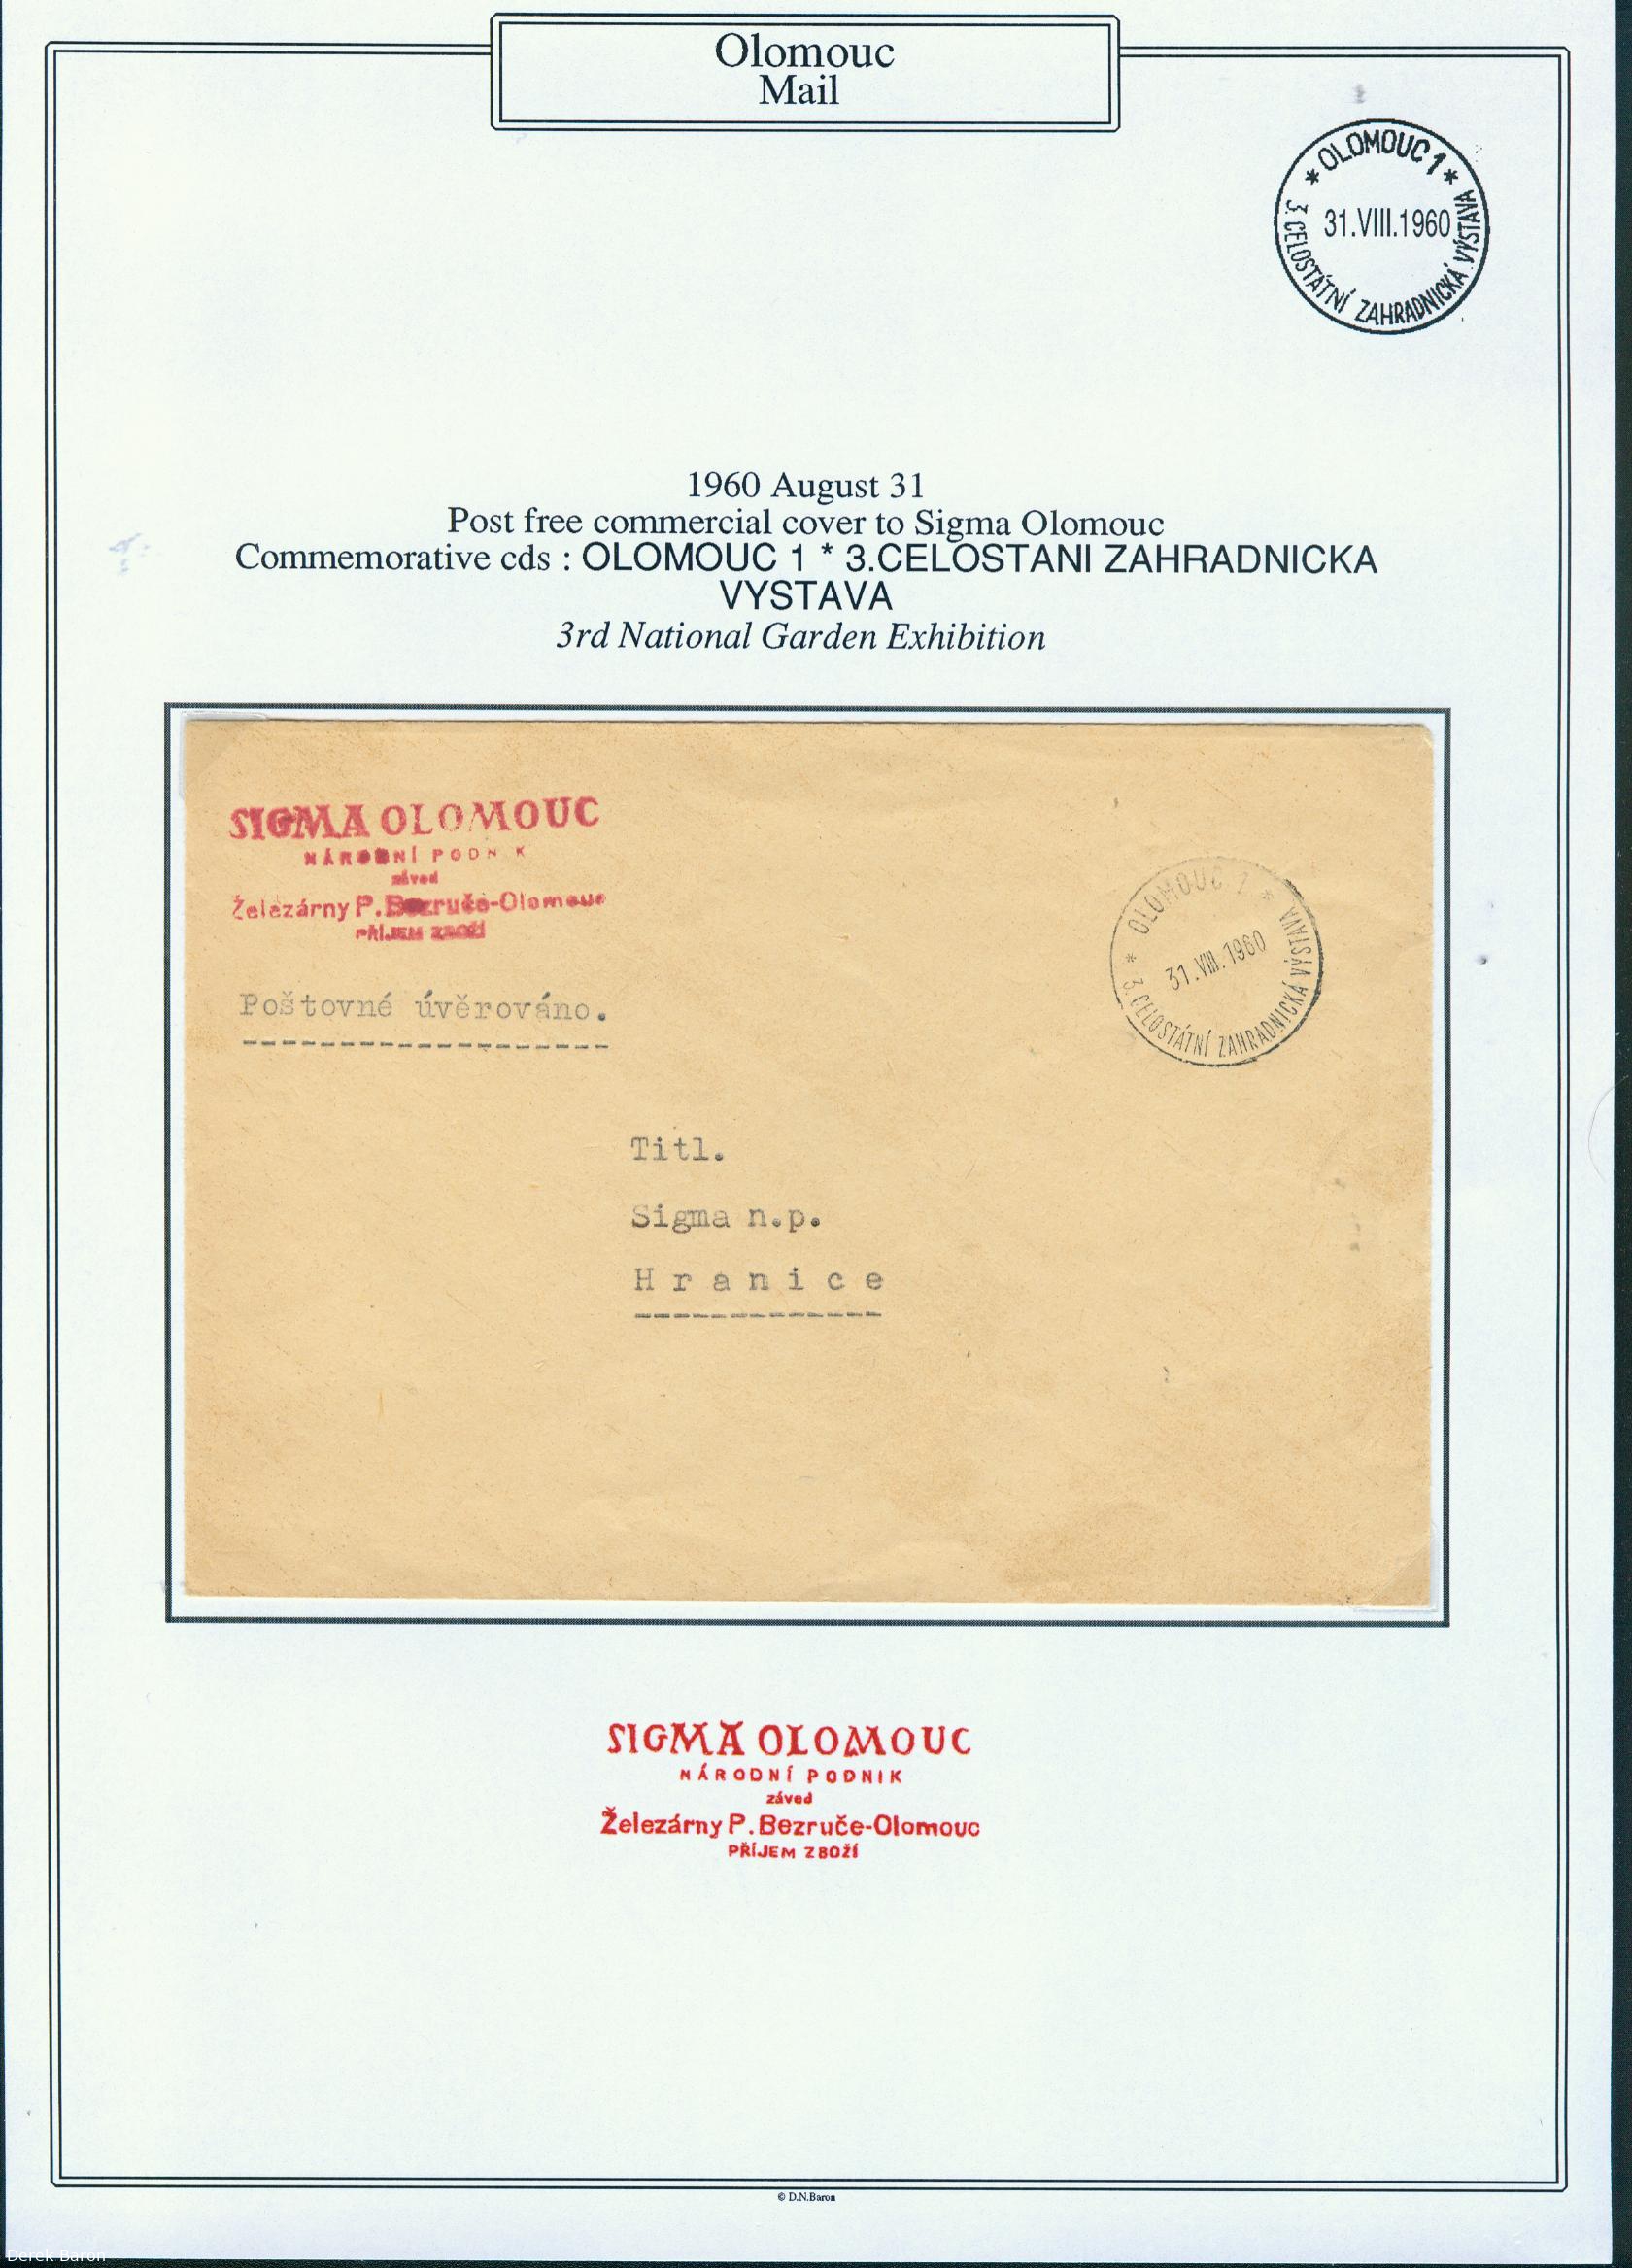 Olomouc
Mail
* OLOMOUC 1 *
31.VIII.1960
3. CELOSTÁTNÍ ZAHRADNICKÁ VÝSTAVA
1960 August 31
Post free commercial cover to Sigma Olomouc
Commemorative cds : OLOMOUC 1 * 3.CELOSTANI ZAHRADNICKA
VYSTAVA
3rd National Garden Exhibition
SIGMA OLOMOUC
NÁRODNÍ PODNIK
závod
Železárny P. Bezruče-Olomouc
PŘÍJEM ZBOŽÍ
* OLOMOUC 1 *
31.VIII.1960
3. CELOSTÁTNÍ ZAHRADNICKÁ VÝSTAVA
Poštovné úvěrováno.
Titl.
Sigma n.p.
Hranice
SIGMA OLOMOUC
NÁRODNÍ PODNIK
závod
Železárny P. Bezruče-Olomouc
PŘÍJEM ZBOŽÍ
© D.N.Baron
Derek Baron